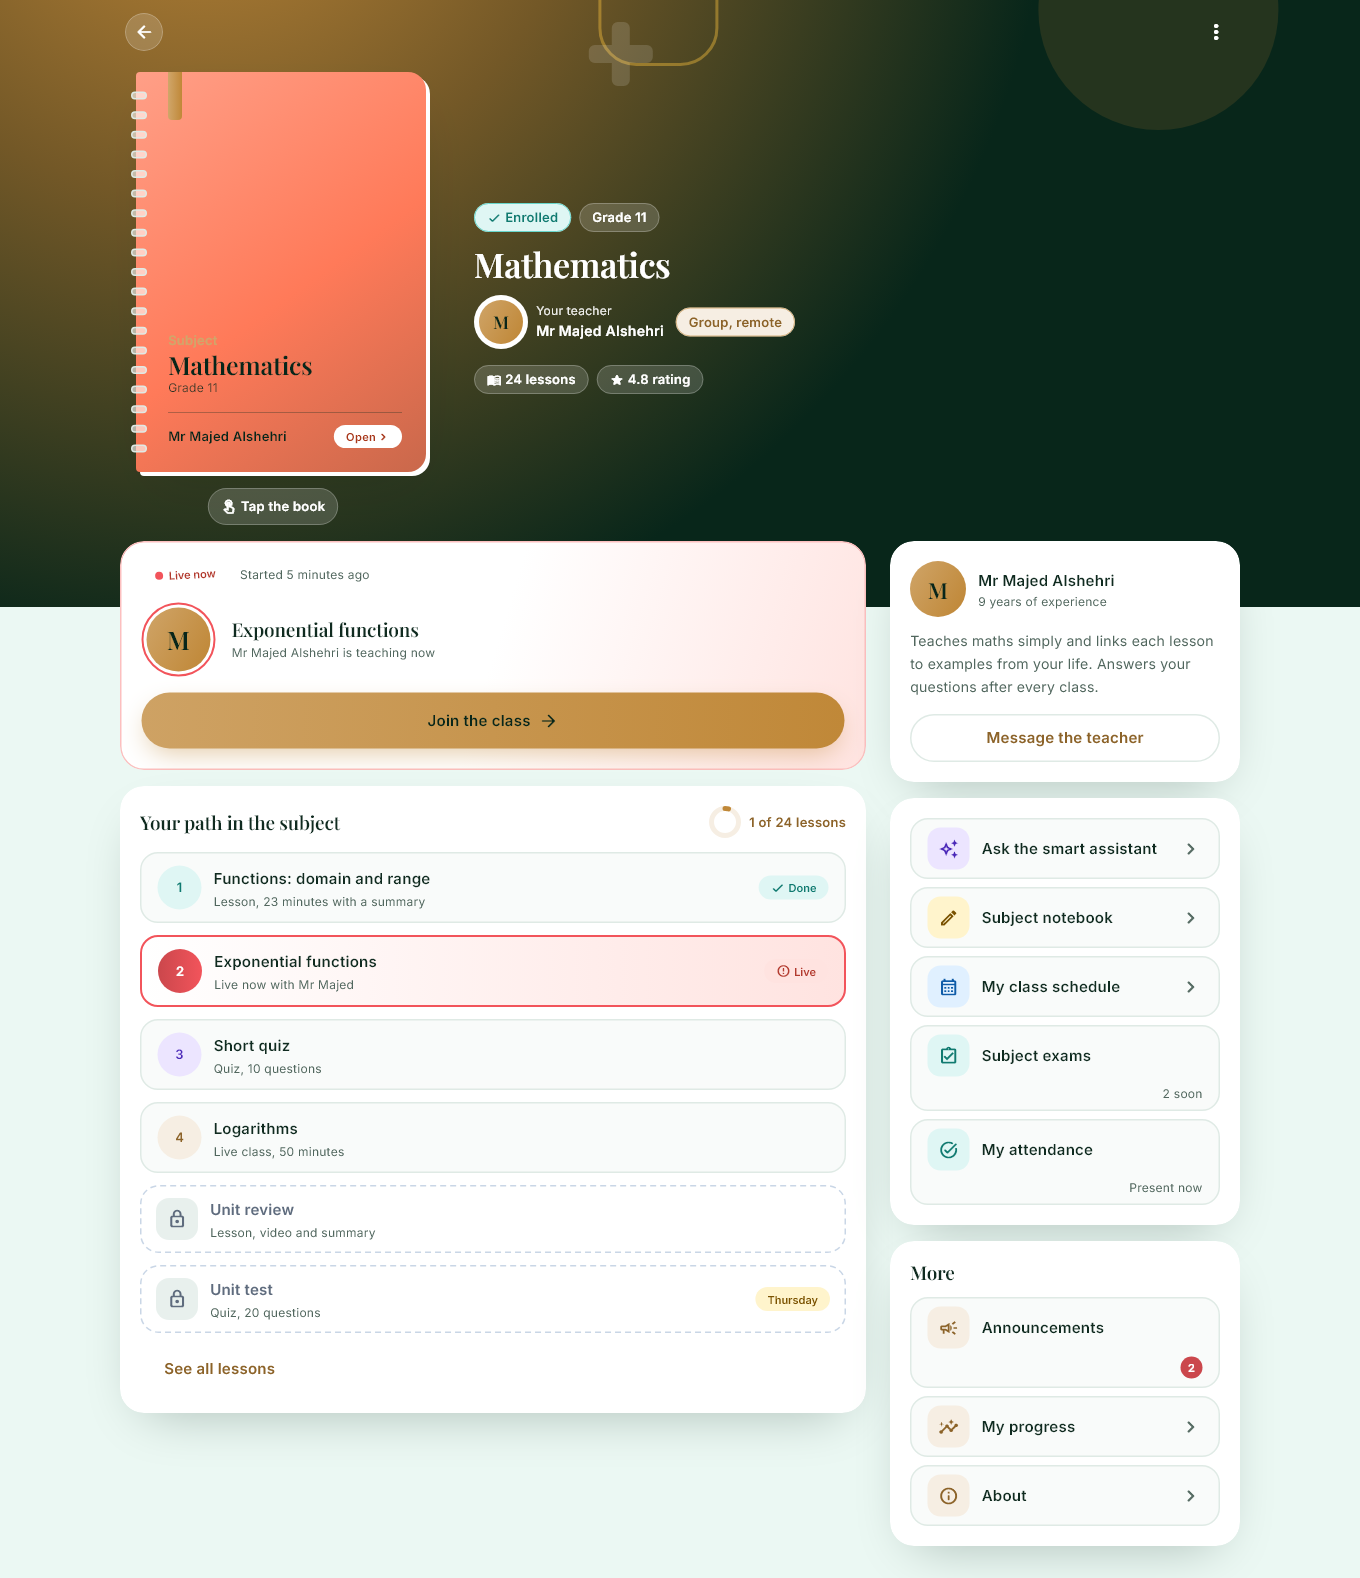 Subject
Mathematics
Grade 11
Mr Majed Alshehri
Open
Tap the book
Enrolled
Grade 11
Mathematics
M
Your teacher
Mr Majed Alshehri
Group, remote
24 lessons
4.8 rating
Live now
Started 5 minutes ago
M
Exponential functions
Mr Majed Alshehri is teaching now
Join the class
Your path in the subject
1 of 24 lessons
1
Functions: domain and range
Lesson, 23 minutes with a summary
Done
2
Exponential functions
Live now with Mr Majed
Live
3
Short quiz
Quiz, 10 questions
4
Logarithms
Live class, 50 minutes
Unit review
Lesson, video and summary
Unit test
Quiz, 20 questions
Thursday
See all lessons
M
Mr Majed Alshehri
9 years of experience
Teaches maths simply and links each lesson
to examples from your life. Answers your
questions after every class.
Message the teacher
Ask the smart assistant
Subject notebook
My class schedule
Subject exams
2 soon
My attendance
Present now
More
Announcements
2
My progress
About